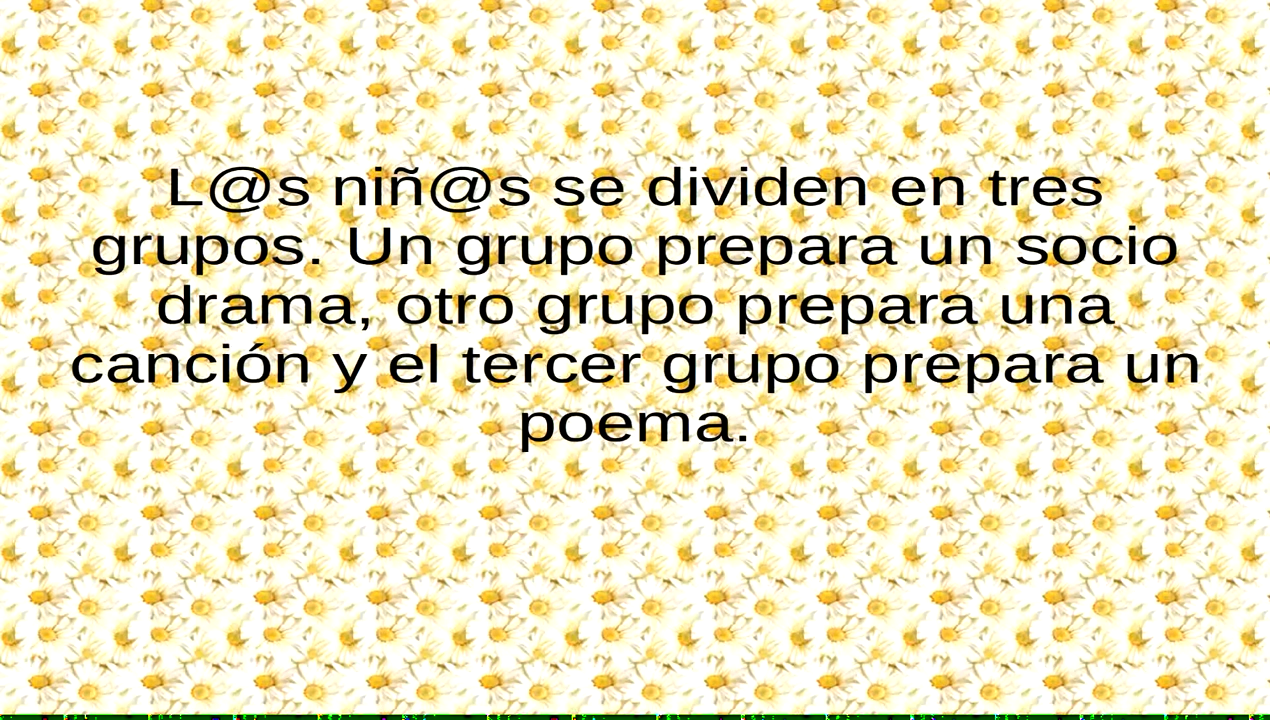 L@s niñ@s se dividen en tres
grupos. Un grupo prepara un socio
drama, otro grupo prepara una
canción y el tercer grupo prepara un
poema.